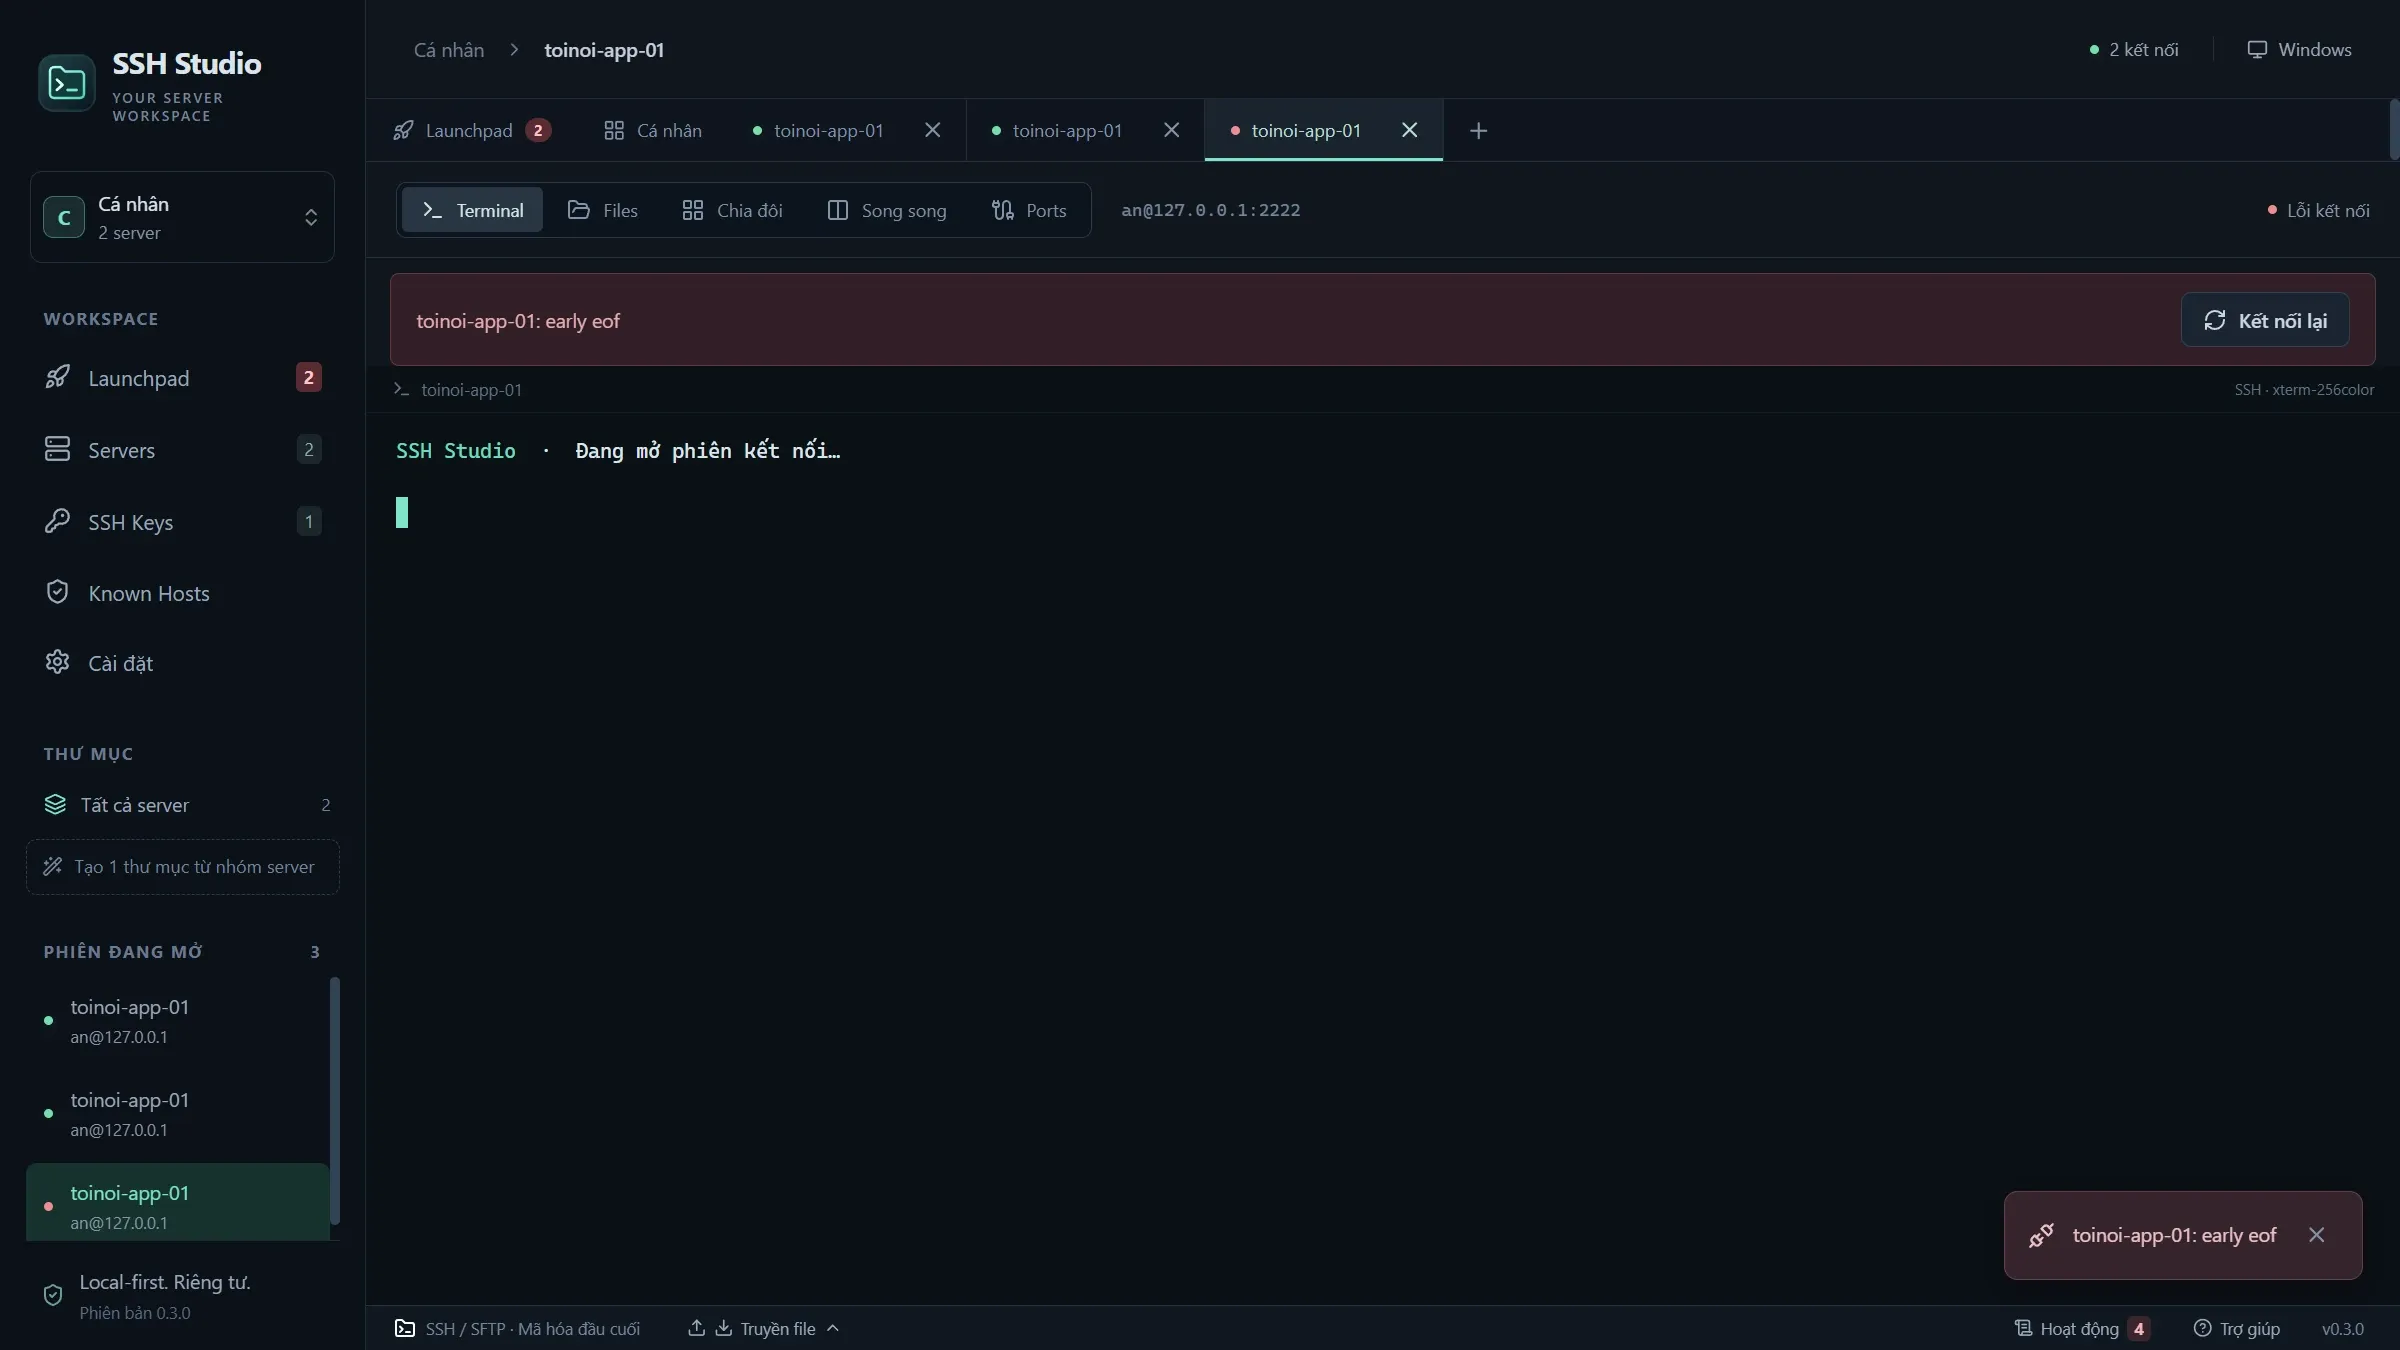 SSH Studio
YOUR SERVER
WORKSPACE
C
Cá nhân
2 server
WORKSPACE
Launchpad 2
Servers 2
SSH Keys 1
Known Hosts
Cài đặt
THƯ MỤC
Tất cả server 2
Tạo 1 thư mục từ nhóm server
PHIÊN ĐANG MỞ 3
toinoi-app-01
an@127.0.0.1
toinoi-app-01
an@127.0.0.1
toinoi-app-01
an@127.0.0.1
Local-first. Riêng tư.
Phiên bản 0.3.0
Cá nhân > toinoi-app-01
2 kết nối
Windows
Launchpad 2
Cá nhân
toinoi-app-01
toinoi-app-01
toinoi-app-01
Terminal
Files
Chia đôi
Song song
Ports
an@127.0.0.1:2222
Lỗi kết nối
toinoi-app-01: early eof
Kết nối lại
toinoi-app-01
SSH · xterm-256color
SSH Studio · Đang mở phiên kết nối…
toinoi-app-01: early eof
SSH / SFTP · Mã hóa đầu cuối
Truyền file
Hoạt động 4
Trợ giúp
v0.3.0